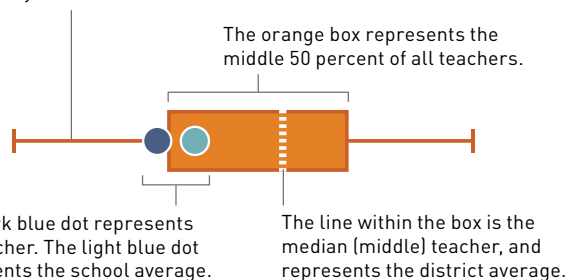 The orange box represents the
middle 50 percent of all teachers.
blue dot represents
The light blue dot
the school average.
The line within the box is the
median (middle) teacher, and
represents the district average.